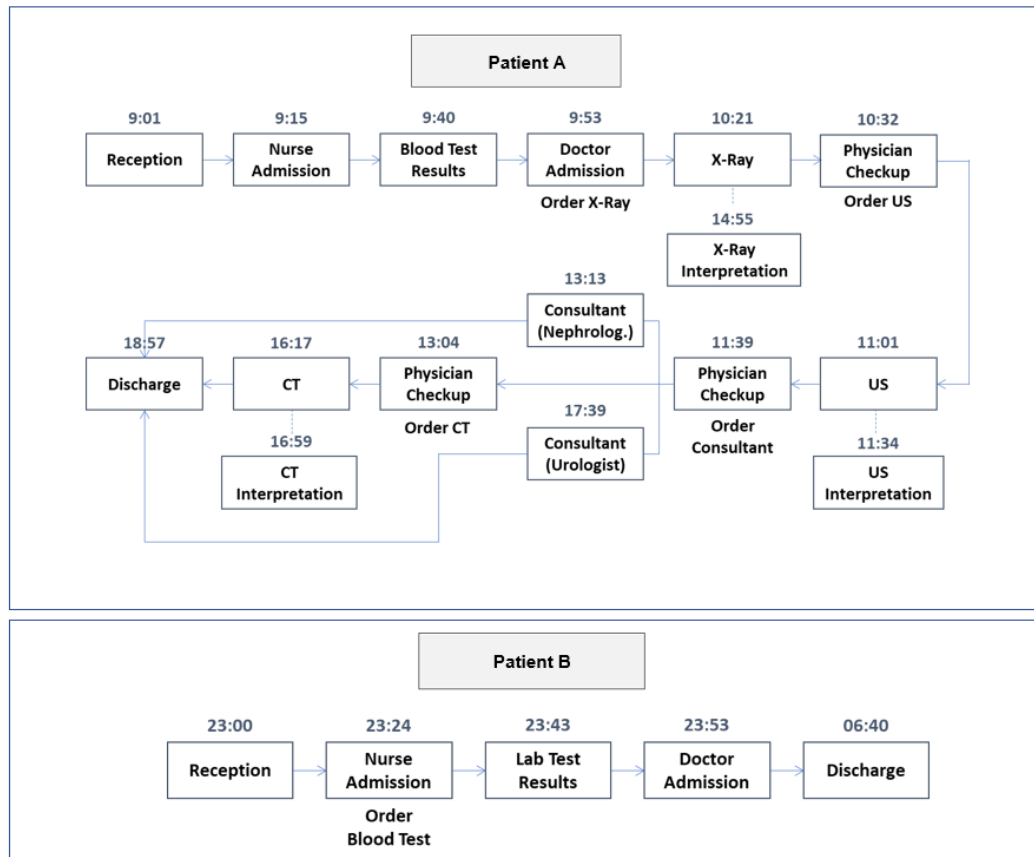 Patient A
9:01
Reception
9:15
Nurse
Admission
9:40
Blood Test
Results
9:53
Doctor
Admission
Order X-Ray
10:21
X-Ray
14:55
X-Ray
Interpretation
10:32
Physician
Checkup
Order US
13:13
Consultant
(Nephrolog.)
18:57
Discharge
16:17
CT
16:59
CT
Interpretation
13:04
Physician
Checkup
Order CT
17:39
Consultant
(Urologist)
11:39
Physician
Checkup
Order
Consultant
11:01
US
11:34
US
Interpretation
Patient B
23:00
Reception
23:24
Nurse
Admission
Order
Blood Test
23:43
Lab Test
Results
23:53
Doctor
Admission
06:40
Discharge